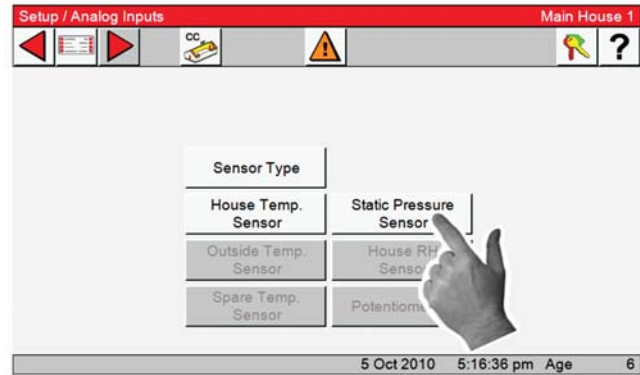 Setup / Analog Inputs Main House 1
CC
?
Sensor Type
House Temp.
Sensor
Static Pressure
Sensor
Outside Temp.
Sensor
House RH
Spare Temp.
Sensor
5 Oct 2010 5:16:36 pm Age 6